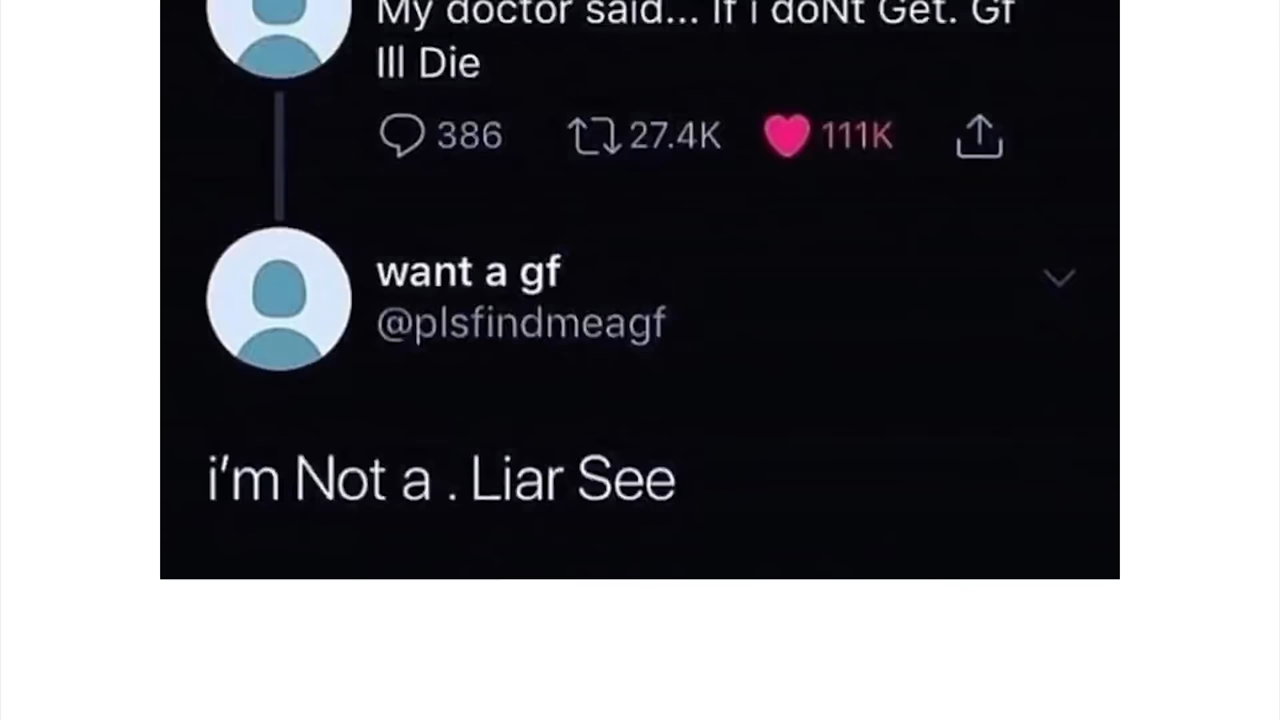 My doctor said... If i doNt Get. Gf
Ill Die
386 27.4K 111K
want a gf
@plsfindmeagf
i'm Not a . Liar See